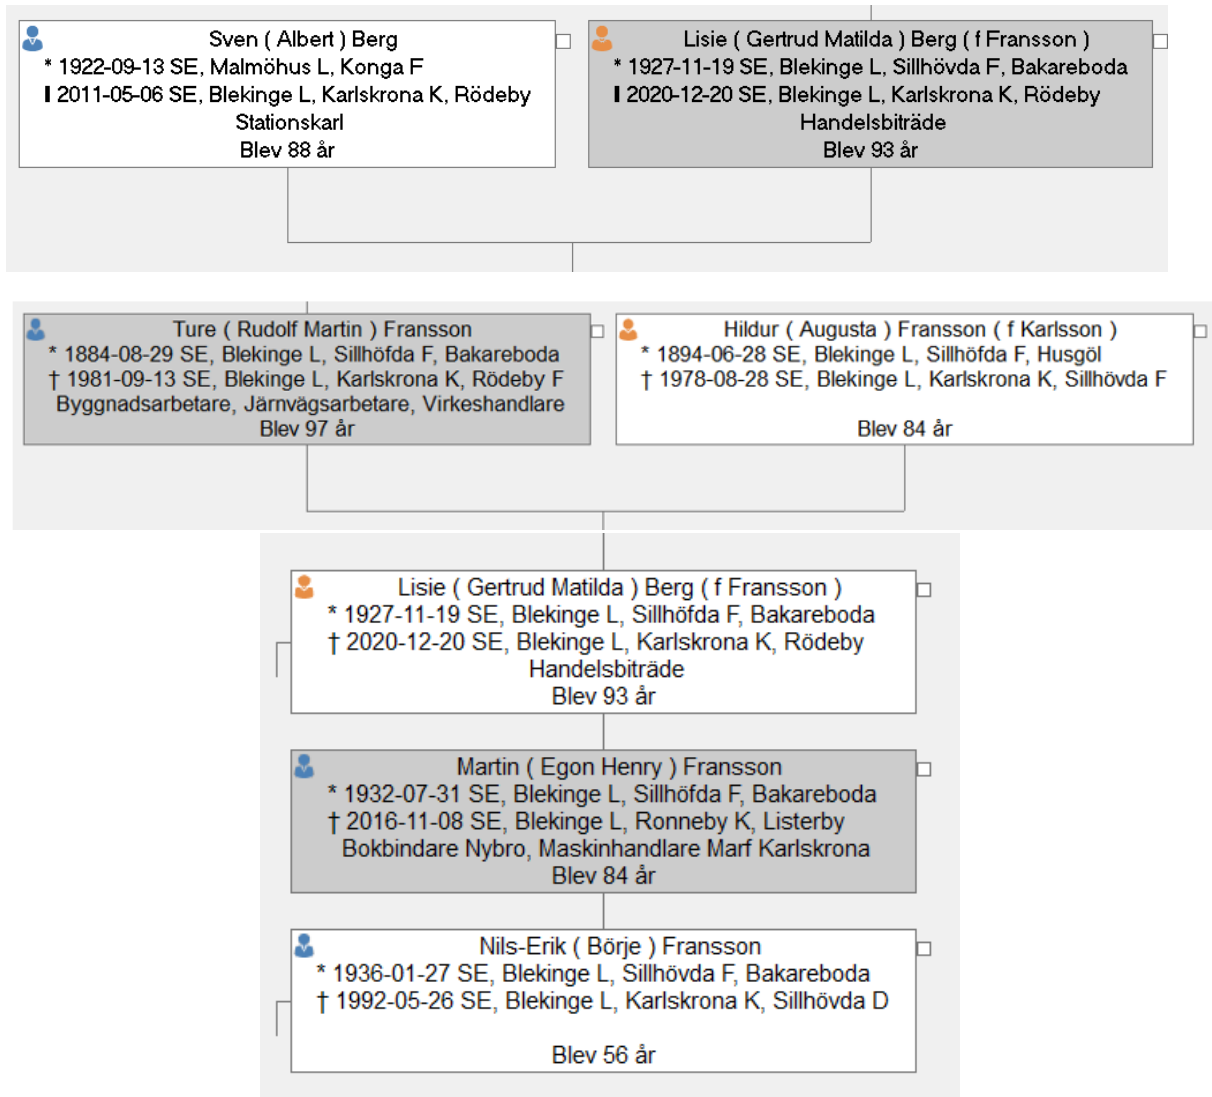 Sven ( Albert ) Berg
* 1922-09-13 SE, Malmöhus L, Konga F
† 2011-05-06 SE, Blekinge L, Karlskrona K, Rödeby
Stationskarl
Blev 88 år
Lisie ( Gertrud Matilda ) Berg ( f Fransson )
* 1927-11-19 SE, Blekinge L, Sillhövda F, Bakareboda
† 2020-12-20 SE, Blekinge L, Karlskrona K, Rödeby
Handelsbiträde
Blev 93 år
Ture ( Rudolf Martin ) Fransson
* 1884-08-29 SE, Blekinge L, Sillhöfda F, Bakareboda
† 1981-09-13 SE, Blekinge L, Karlskrona K, Rödeby F
Byggnadsarbetare, Järnvägsarbetare, Virkeshandlare
Blev 97 år
Hildur ( Augusta ) Fransson ( f Karlsson )
* 1894-06-28 SE, Blekinge L, Sillhöfda F, Husgöl
† 1978-08-28 SE, Blekinge L, Karlskrona K, Sillhövda F
Blev 84 år
Lisie ( Gertrud Matilda ) Berg ( f Fransson )
* 1927-11-19 SE, Blekinge L, Sillhöfda F, Bakareboda
† 2020-12-20 SE, Blekinge L, Karlskrona K, Rödeby
Handelsbiträde
Blev 93 år
Martin ( Egon Henry ) Fransson
* 1932-07-31 SE, Blekinge L, Sillhöfda F, Bakareboda
† 2016-11-08 SE, Blekinge L, Ronneby K, Listerby
Bokbindare Nybro, Maskinhandlare Marf Karlskrona
Blev 84 år
Nils-Erik ( Börje ) Fransson
* 1936-01-27 SE, Blekinge L, Sillhövda F, Bakareboda
† 1992-05-26 SE, Blekinge L, Karlskrona K, Sillhövda D
Blev 56 år